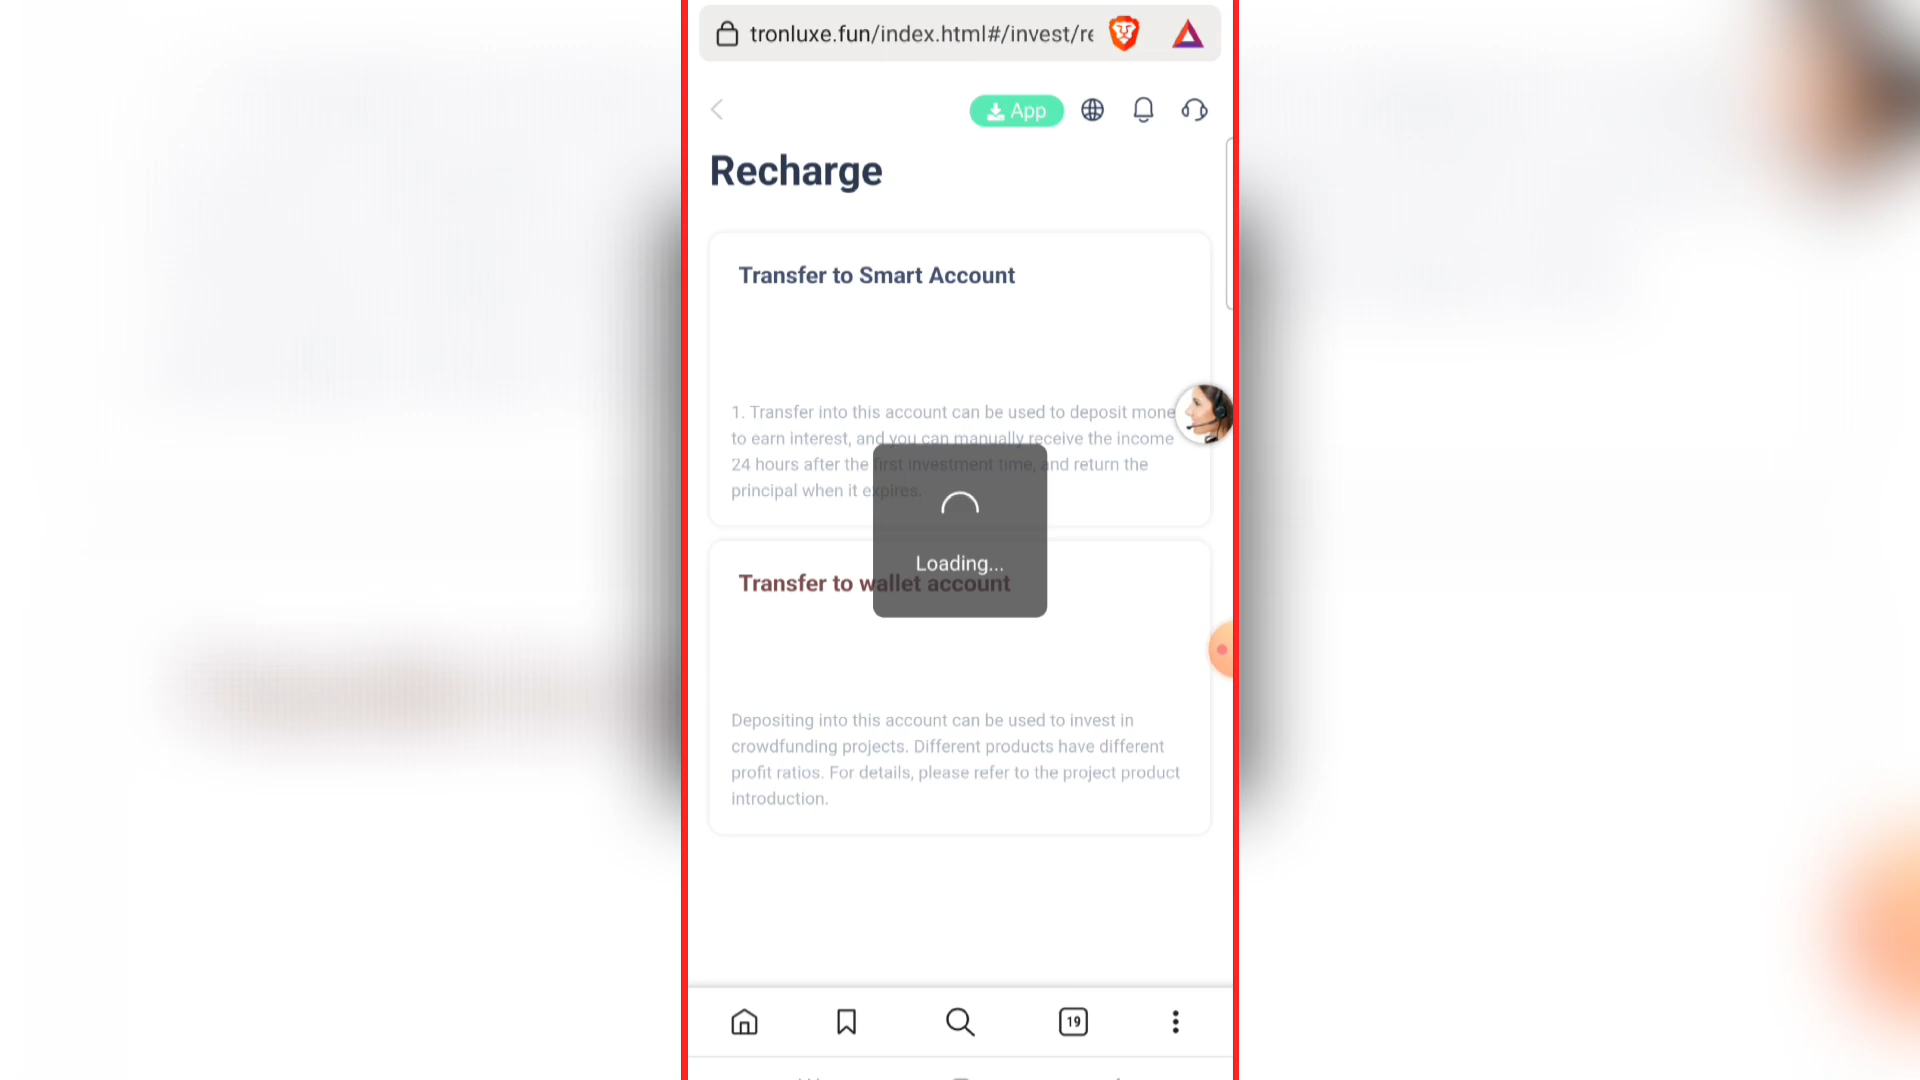 tronluxe.fun/index.html#/invest/re
App
Recharge
Transfer to Smart Account
1. Transfer into this account can be used to deposit mone
to earn interest, and you can manually receive the income
24 hours after the first investment time, and return the
principal when it expires.
Loading...
Transfer to wallet account
Depositing into this account can be used to invest in
crowdfunding projects. Different products have different
profit ratios. For details, please refer to the project product
introduction.
19